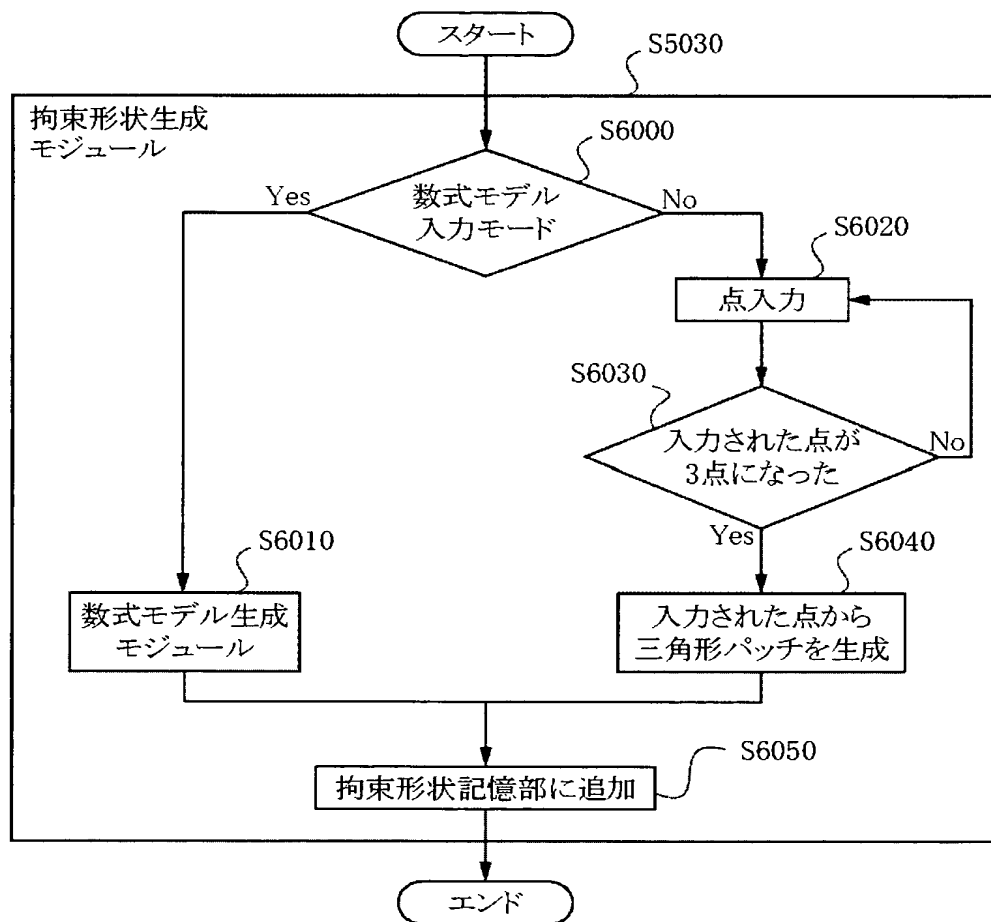 スタート
S5030
拘束形状生成
モジュール
S6000
数式モデル
入力モード
Yes
No
S6020
点入力
S6030
入力された点が
3点になった
No
Yes
S6010
数式モデル生成
モジュール
S6040
入力された点から
三角形パッチを生成
S6050
拘束形状記憶部に追加
エンド